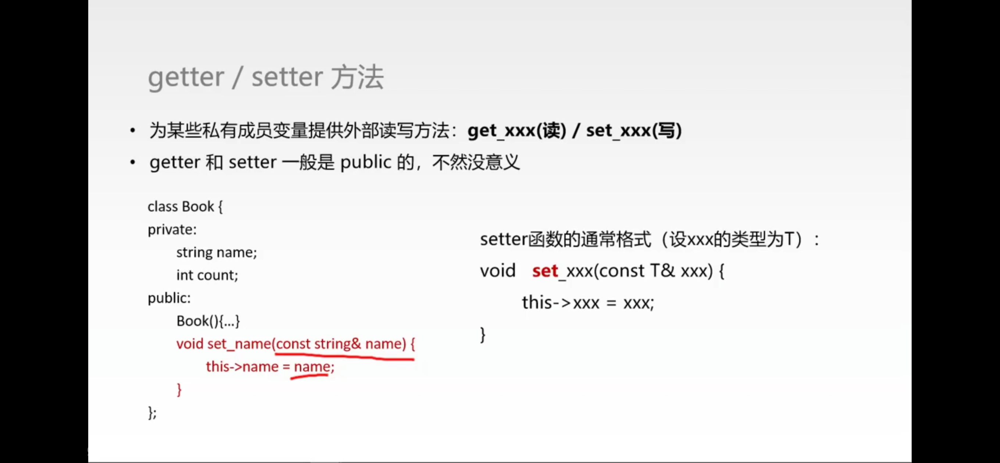 getter / setter 方法
• 为某些私有成员变量提供外部读写方法：get_xxx(读) / set_xxx(写)
• getter 和 setter 一般是 public 的，不然没意义
class Book {
private:
string name;
int count;
public:
Book(){...}
void set_name(const string& name) {
this->name = name;
}
};
setter函数的通常格式（设xxx的类型为T）:
void set_xxx(const T& xxx) {
this->xxx = xxx;
}